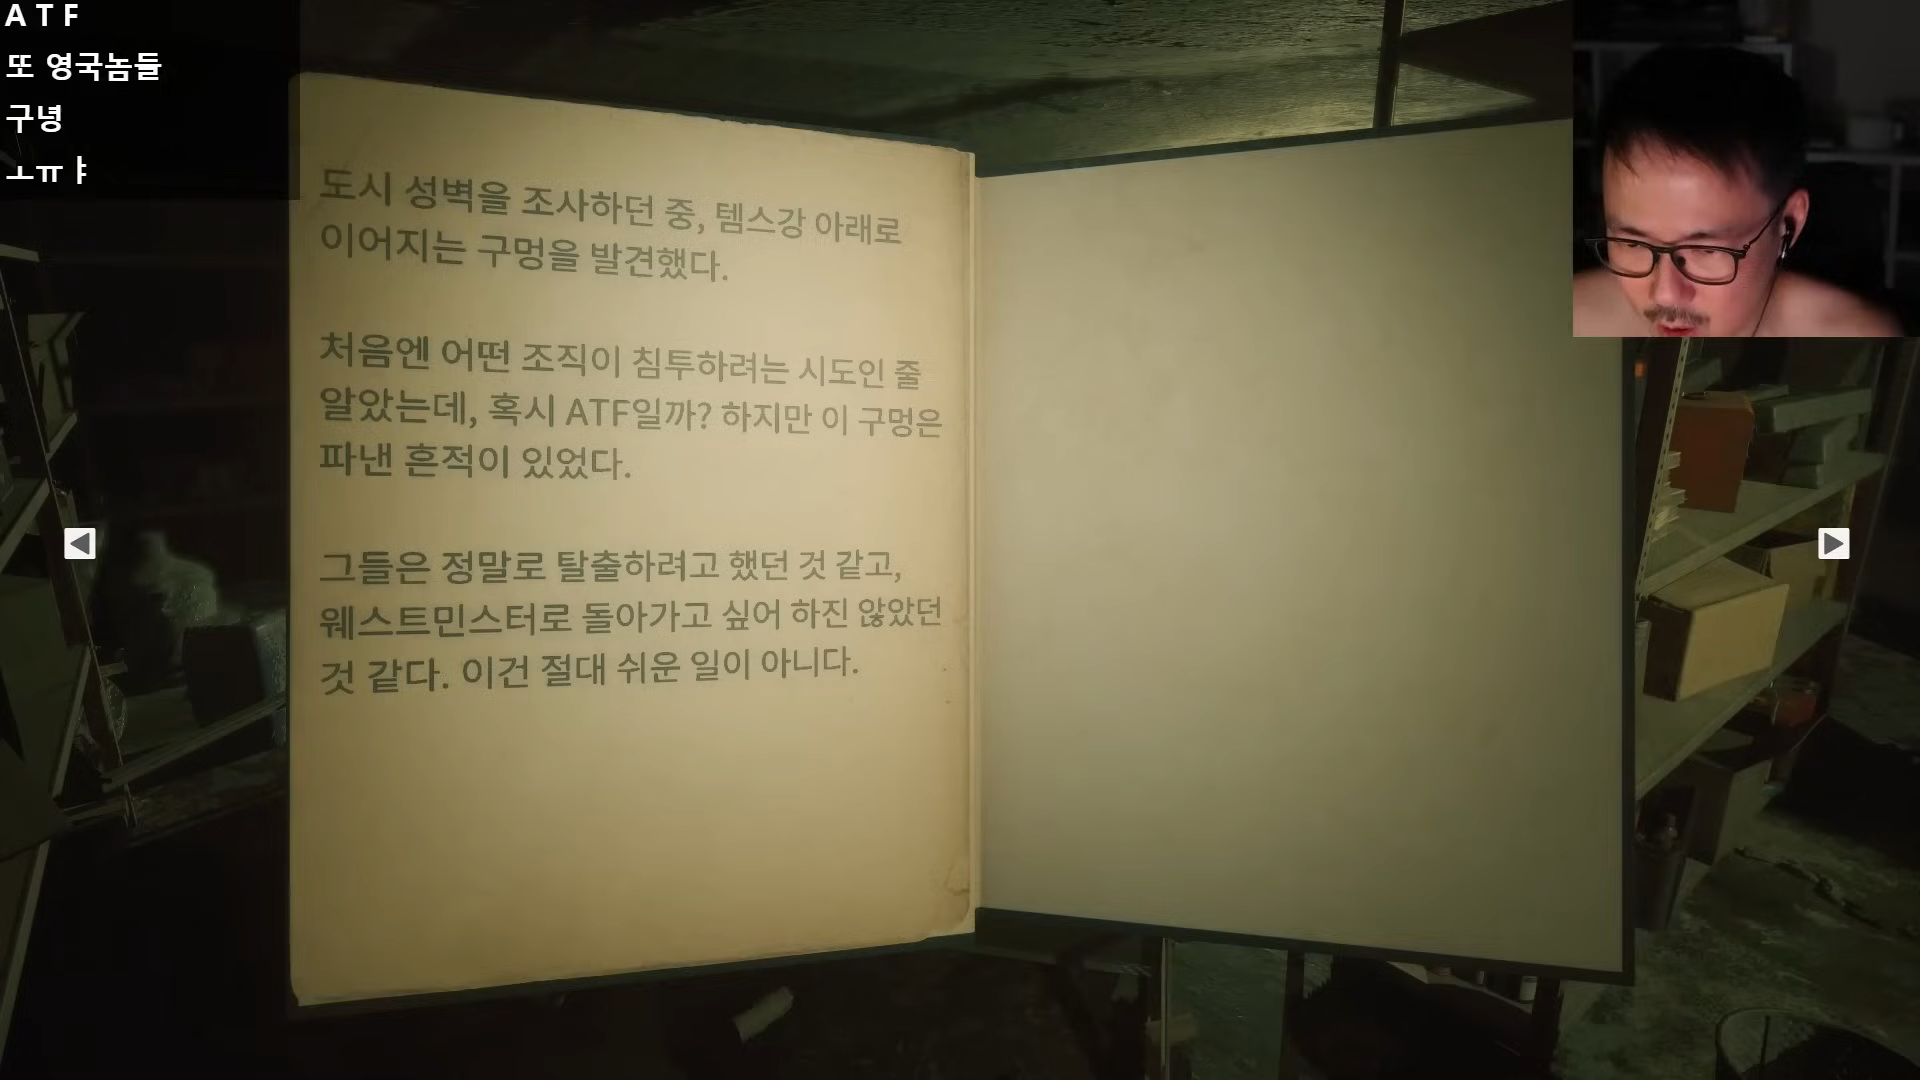 A T F
또 영국놈들
구녕
ㅗㅠㅑ
도시 성벽을 조사하던 중, 템스강 아래로
이어지는 구멍을 발견했다.
처음엔 어떤 조직이 침투하려는 시도인 줄
알았는데, 혹시 ATF일까? 하지만 이 구멍은
파낸 흔적이 있었다.
그들은 정말로 탈출하려고 했던 것 같고,
웨스트민스터로 돌아가고 싶어 하진 않았던
것 같다. 이건 절대 쉬운 일이 아니다.